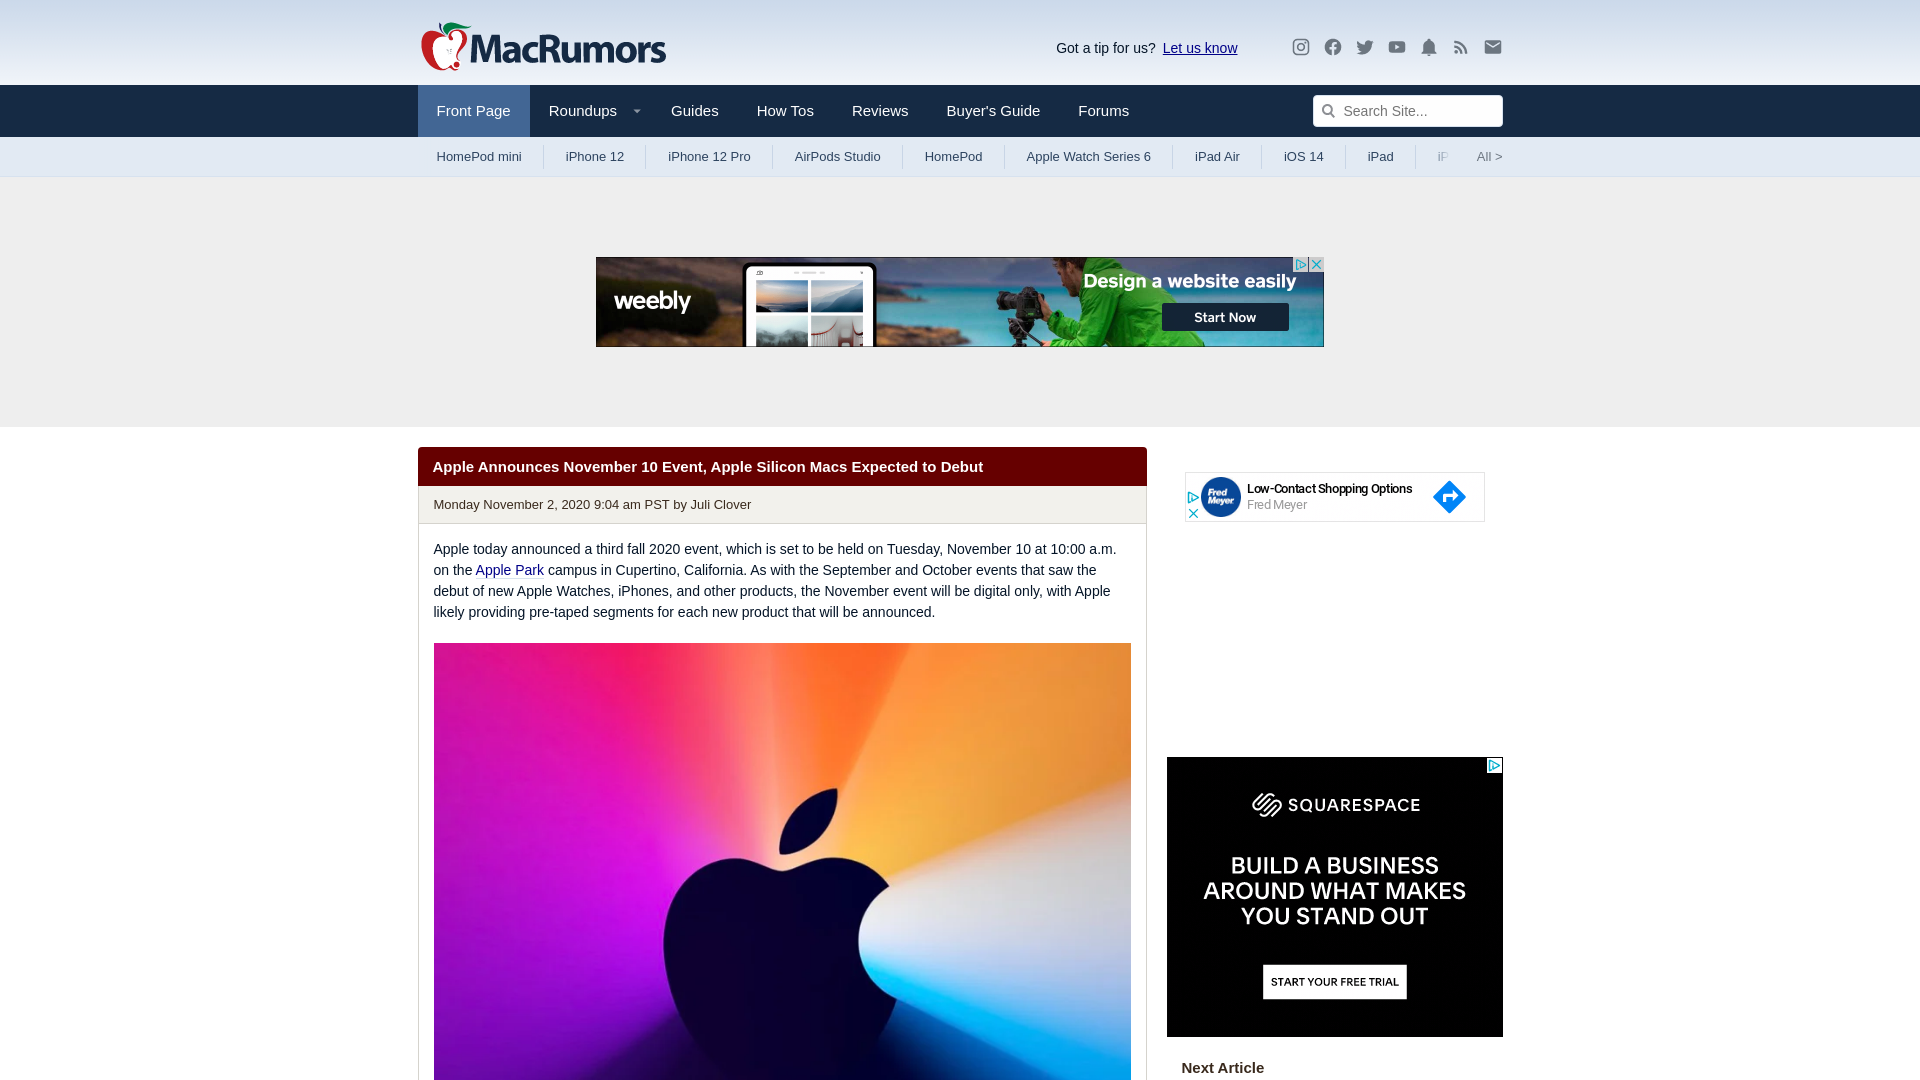 MacRumors
Got a tip for us? Let us know
Front Page
Roundups
Guides
How Tos
Reviews
Buyer's Guide
Forums
Search Site...
HomePod mini
iPhone 12
iPhone 12 Pro
AirPods Studio
HomePod
Apple Watch Series 6
iPad Air
iOS 14
iPad
iP
All >
weebly
Design a website easily
Start Now
Apple Announces November 10 Event, Apple Silicon Macs Expected to Debut
Monday November 2, 2020 9:04 am PST by Juli Clover
Apple today announced a third fall 2020 event, which is set to be held on Tuesday, November 10 at 10:00 a.m.
on the Apple Park campus in Cupertino, California. As with the September and October events that saw the
debut of new Apple Watches, iPhones, and other products, the November event will be digital only, with Apple
likely providing pre-taped segments for each new product that will be announced.
Fred
Meyer
Low-Contact Shopping Options
Fred Meyer
SQUARESPACE
BUILD A BUSINESS
AROUND WHAT MAKES
YOU STAND OUT
START YOUR FREE TRIAL
Next Article